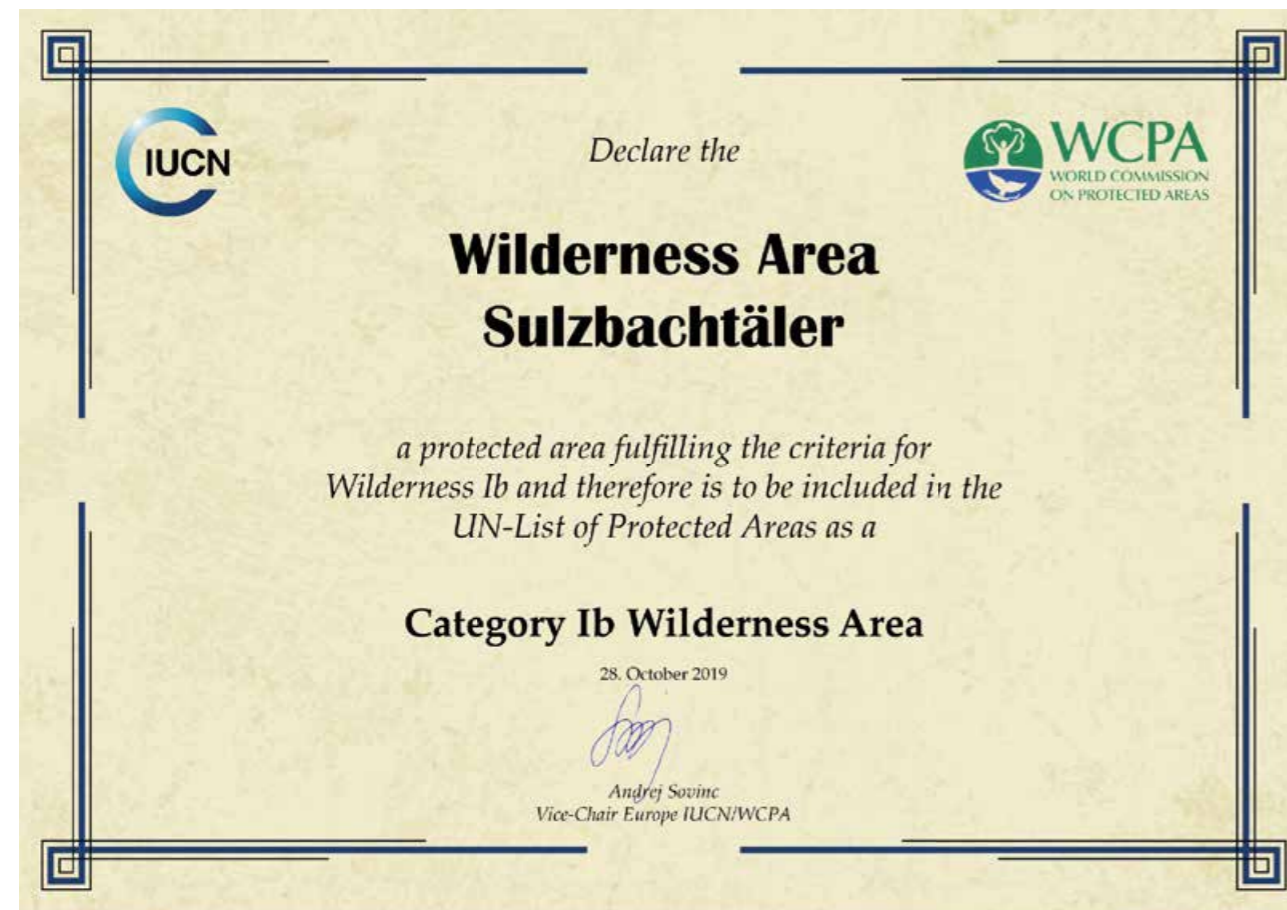 IUCN
Declare the
WCPA
WORLD COMMISSION
ON PROTECTED AREAS
Wilderness Area
Sulzbachtäler
a protected area fulfilling the criteria for
Wilderness Ib and therefore is to be included in the
UN-List of Protected Areas as a
Category Ib Wilderness Area
28. October 2019
Andrej Sovinc
Vice-Chair Europe IUCN/WCPA